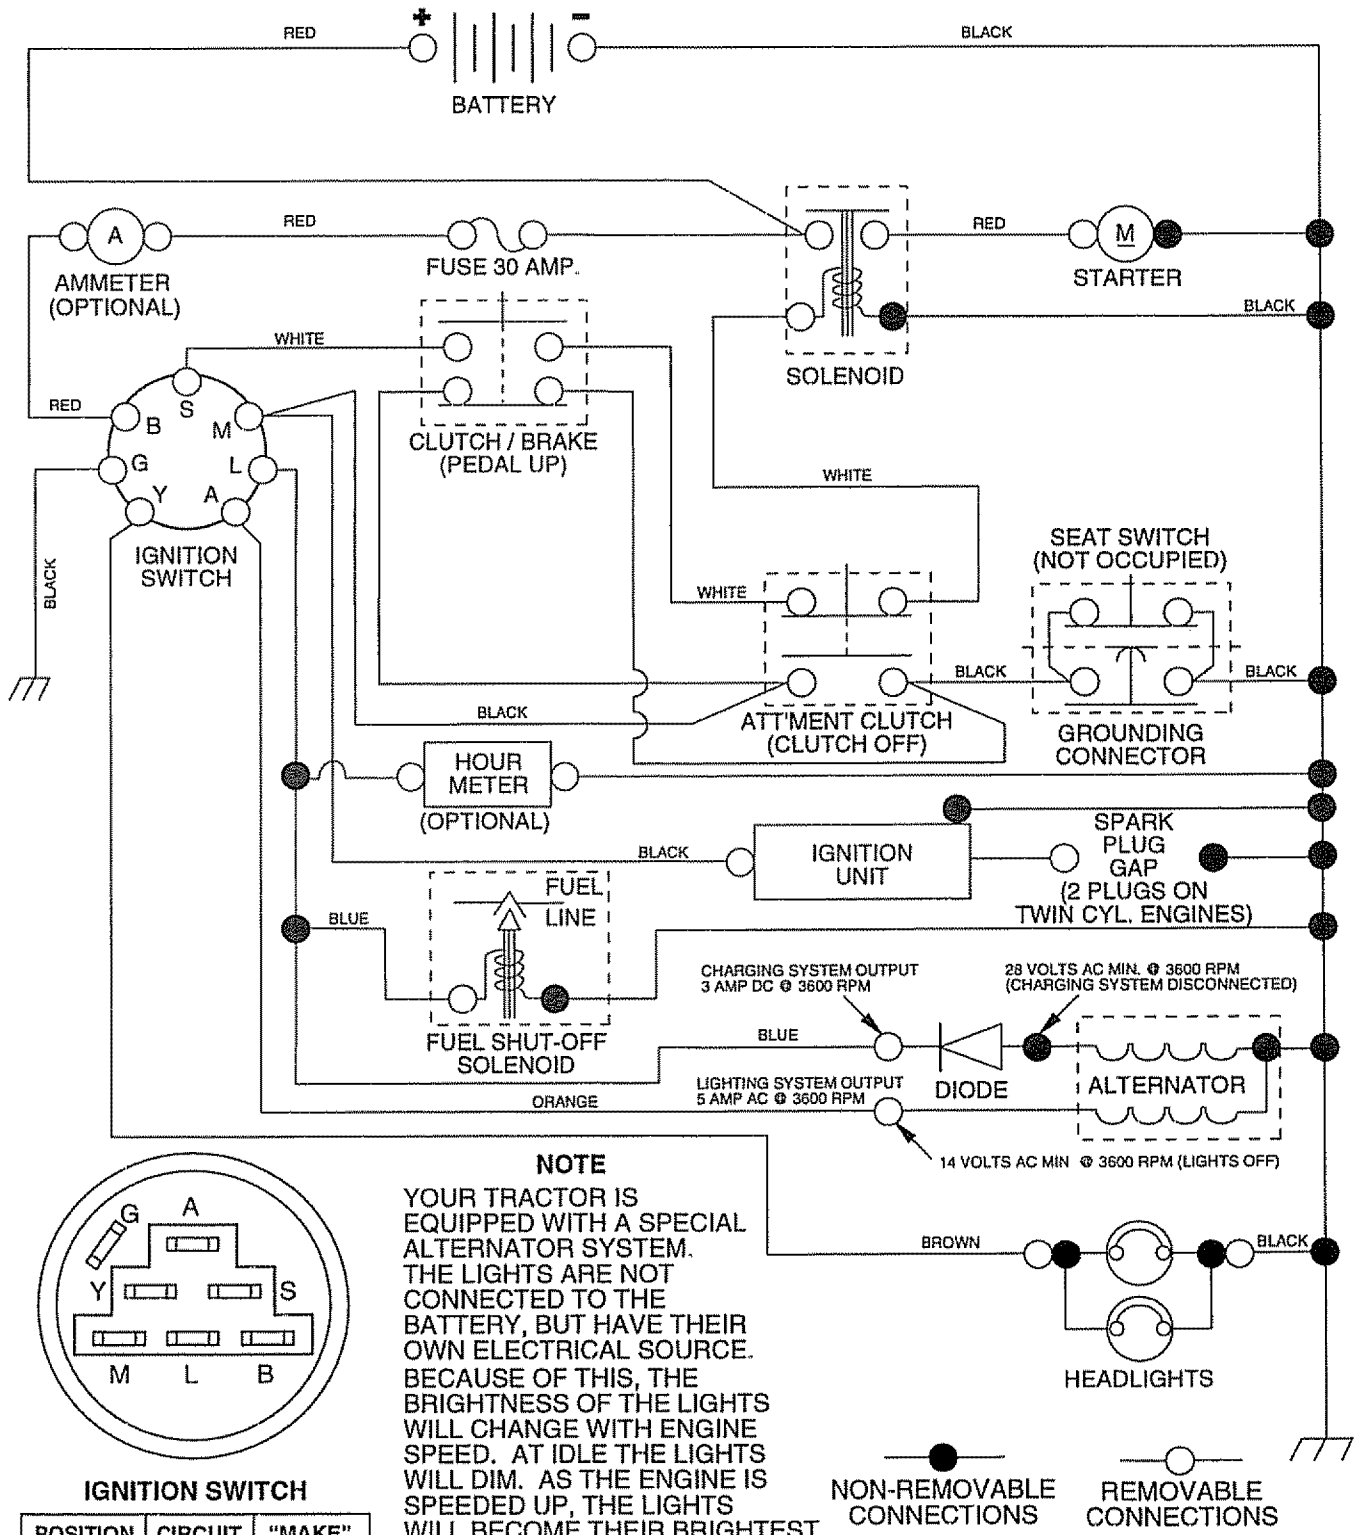 + -
RED
BLACK
BATTERY
A
RED
RED
M
FUSE 30 AMP.
STARTER
AMMETER
(OPTIONAL)
BLACK
WHITE
SOLENOID
RED
S
B
M
G
L
Y
A
CLUTCH / BRAKE
(PEDAL UP)
WHITE
IGNITION
SWITCH
BLACK
SEAT SWITCH
(NOT OCCUPIED)
WHITE
BLACK
BLACK
BLACK
ATT'MENT CLUTCH
(CLUTCH OFF)
GROUNDING
CONNECTOR
HOUR
METER
(OPTIONAL)
BLACK
IGNITION
UNIT
SPARK
PLUG
GAP
(2 PLUGS ON
TWIN CYL. ENGINES)
FUEL
LINE
BLUE
FUEL SHUT-OFF
SOLENOID
CHARGING SYSTEM OUTPUT
3 AMP DC @ 3600 RPM
28 VOLTS AC MIN. @ 3600 RPM
(CHARGING SYSTEM DISCONNECTED)
BLUE
DIODE
ALTERNATOR
LIGHTING SYSTEM OUTPUT
5 AMP AC @ 3600 RPM
ORANGE
14 VOLTS AC MIN @ 3600 RPM (LIGHTS OFF)
BROWN
BLACK
HEADLIGHTS
G
A
Y
S
M
L
B
IGNITION SWITCH
POSITION CIRCUIT "MAKE"
NOTE
YOUR TRACTOR IS
EQUIPPED WITH A SPECIAL
ALTERNATOR SYSTEM.
THE LIGHTS ARE NOT
CONNECTED TO THE
BATTERY, BUT HAVE THEIR
OWN ELECTRICAL SOURCE.
BECAUSE OF THIS, THE
BRIGHTNESS OF THE LIGHTS
WILL CHANGE WITH ENGINE
SPEED. AT IDLE THE LIGHTS
WILL DIM. AS THE ENGINE IS
SPEEDED UP, THE LIGHTS
WILL BECOME THEIR BRIGHTEST
NON-REMOVABLE
CONNECTIONS
REMOVABLE
CONNECTIONS